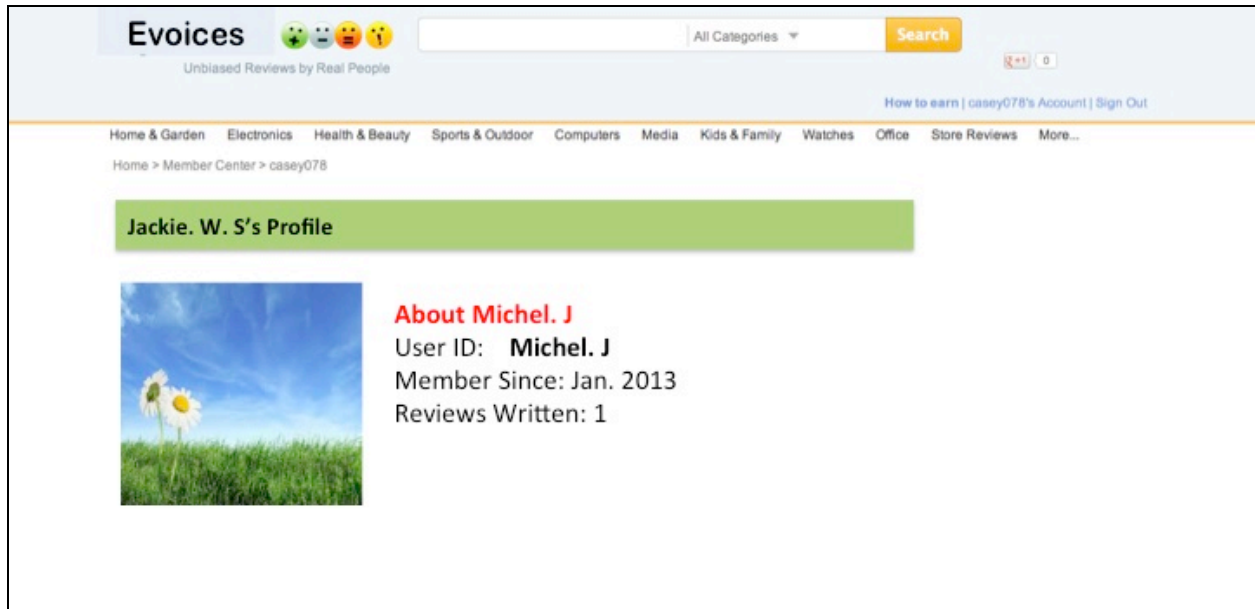 Evoices
All Categories
Search
Unbiased Reviews by Real People
+1 0
How to earn | casey078's Account | Sign Out
Home & Garden Electronics Health & Beauty Sports & Outdoor Computers Media Kids & Family Watches Office Store Reviews More...
Home > Member Center > casey078
Jackie. W. S's Profile
About Michel. J
User ID: Michel. J
Member Since: Jan. 2013
Reviews Written: 1